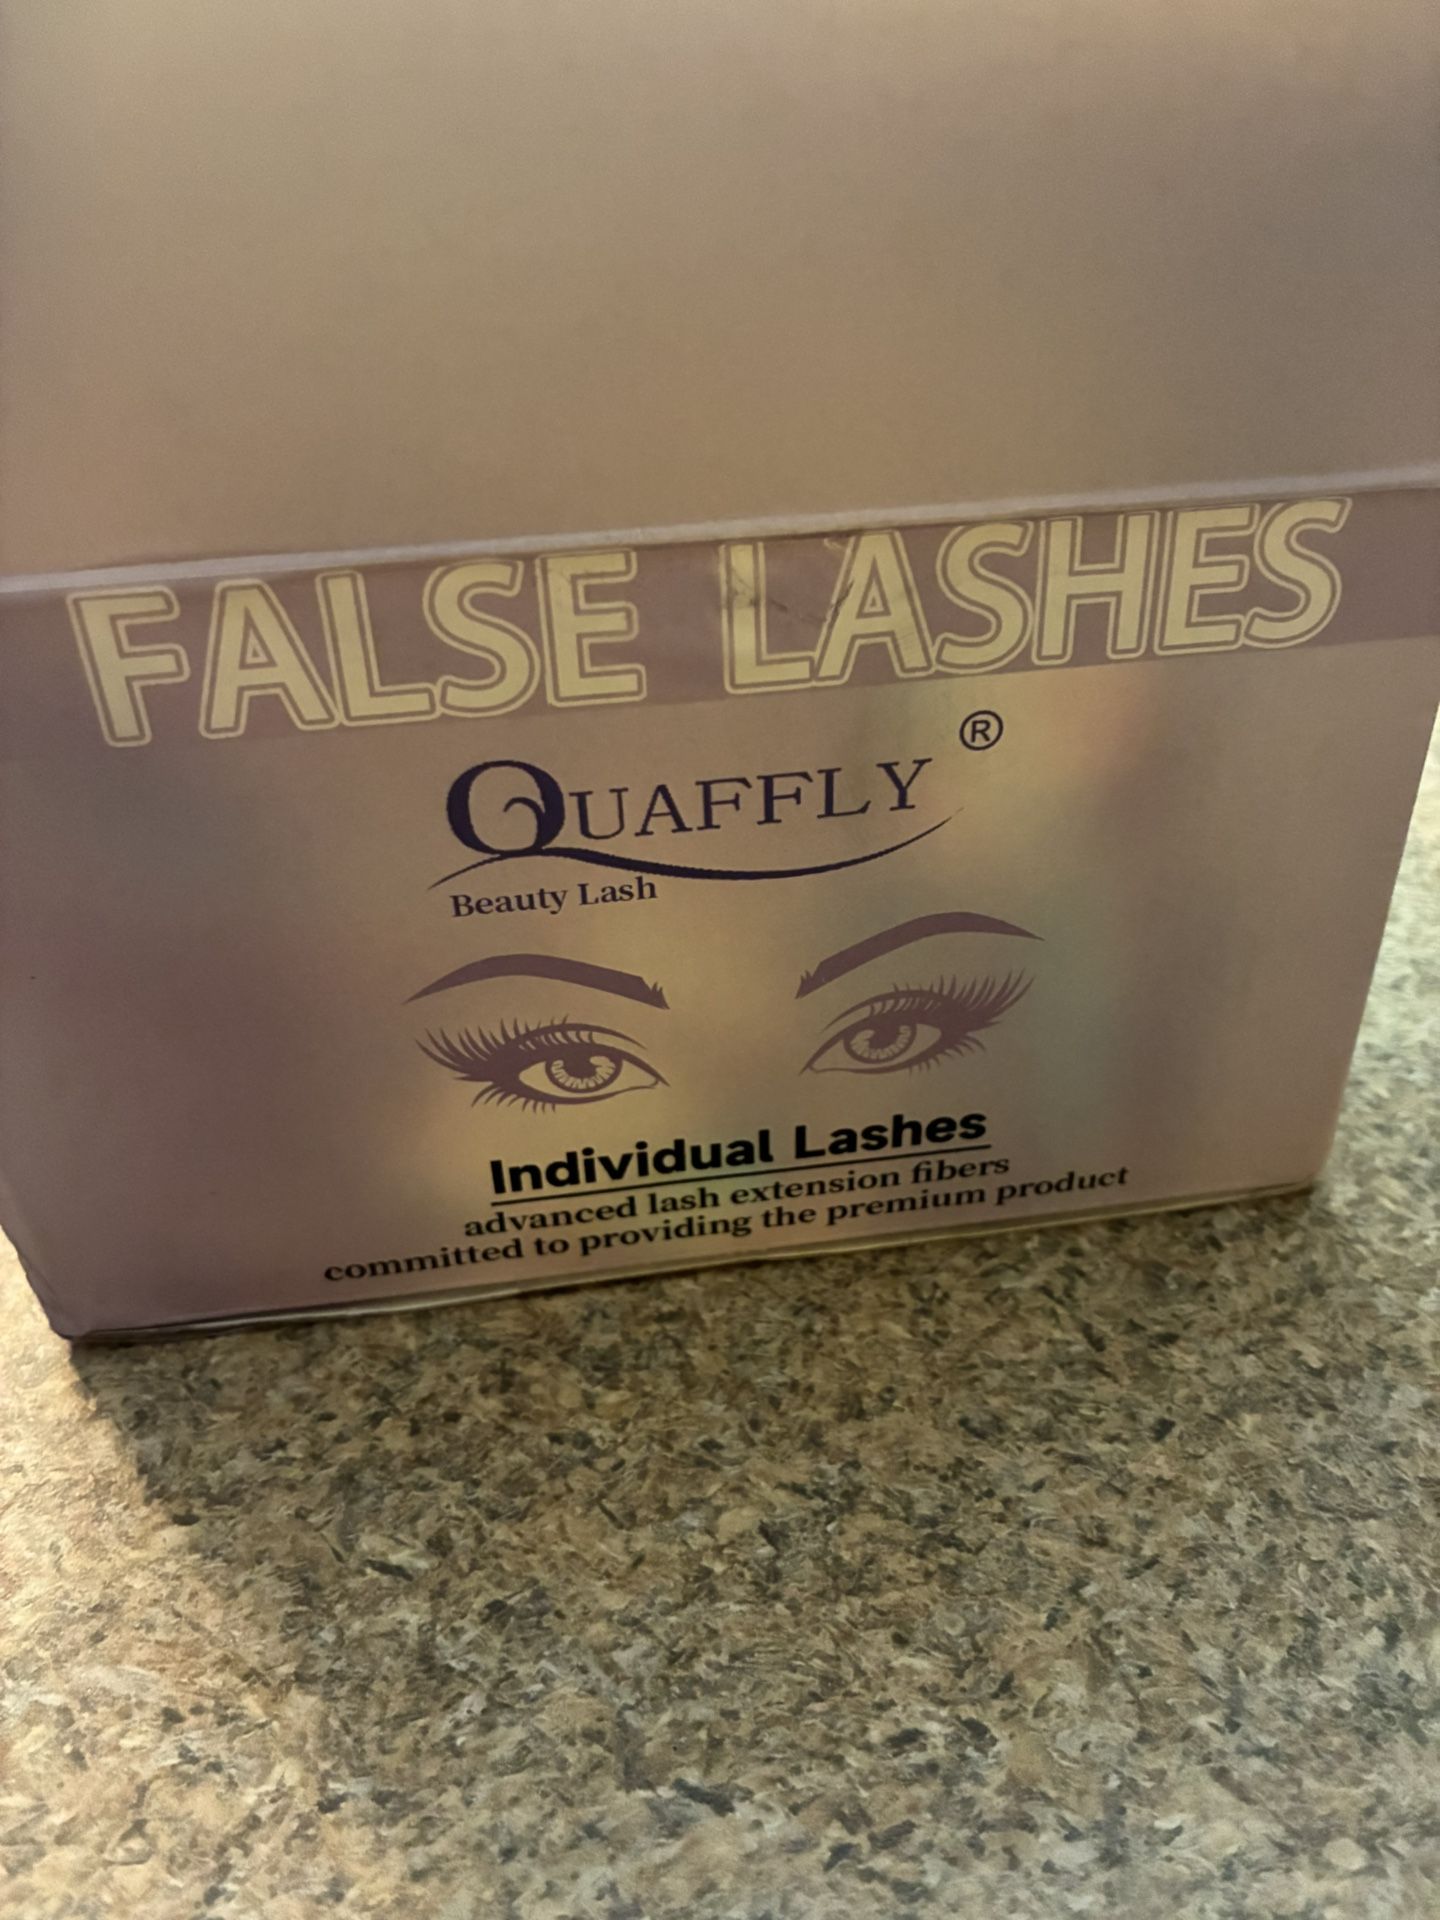 FALSE LASHES
QUAFFLY ®
Beauty Lash
Individual Lashes
advanced lash extension fibers
committed to providing the premium product